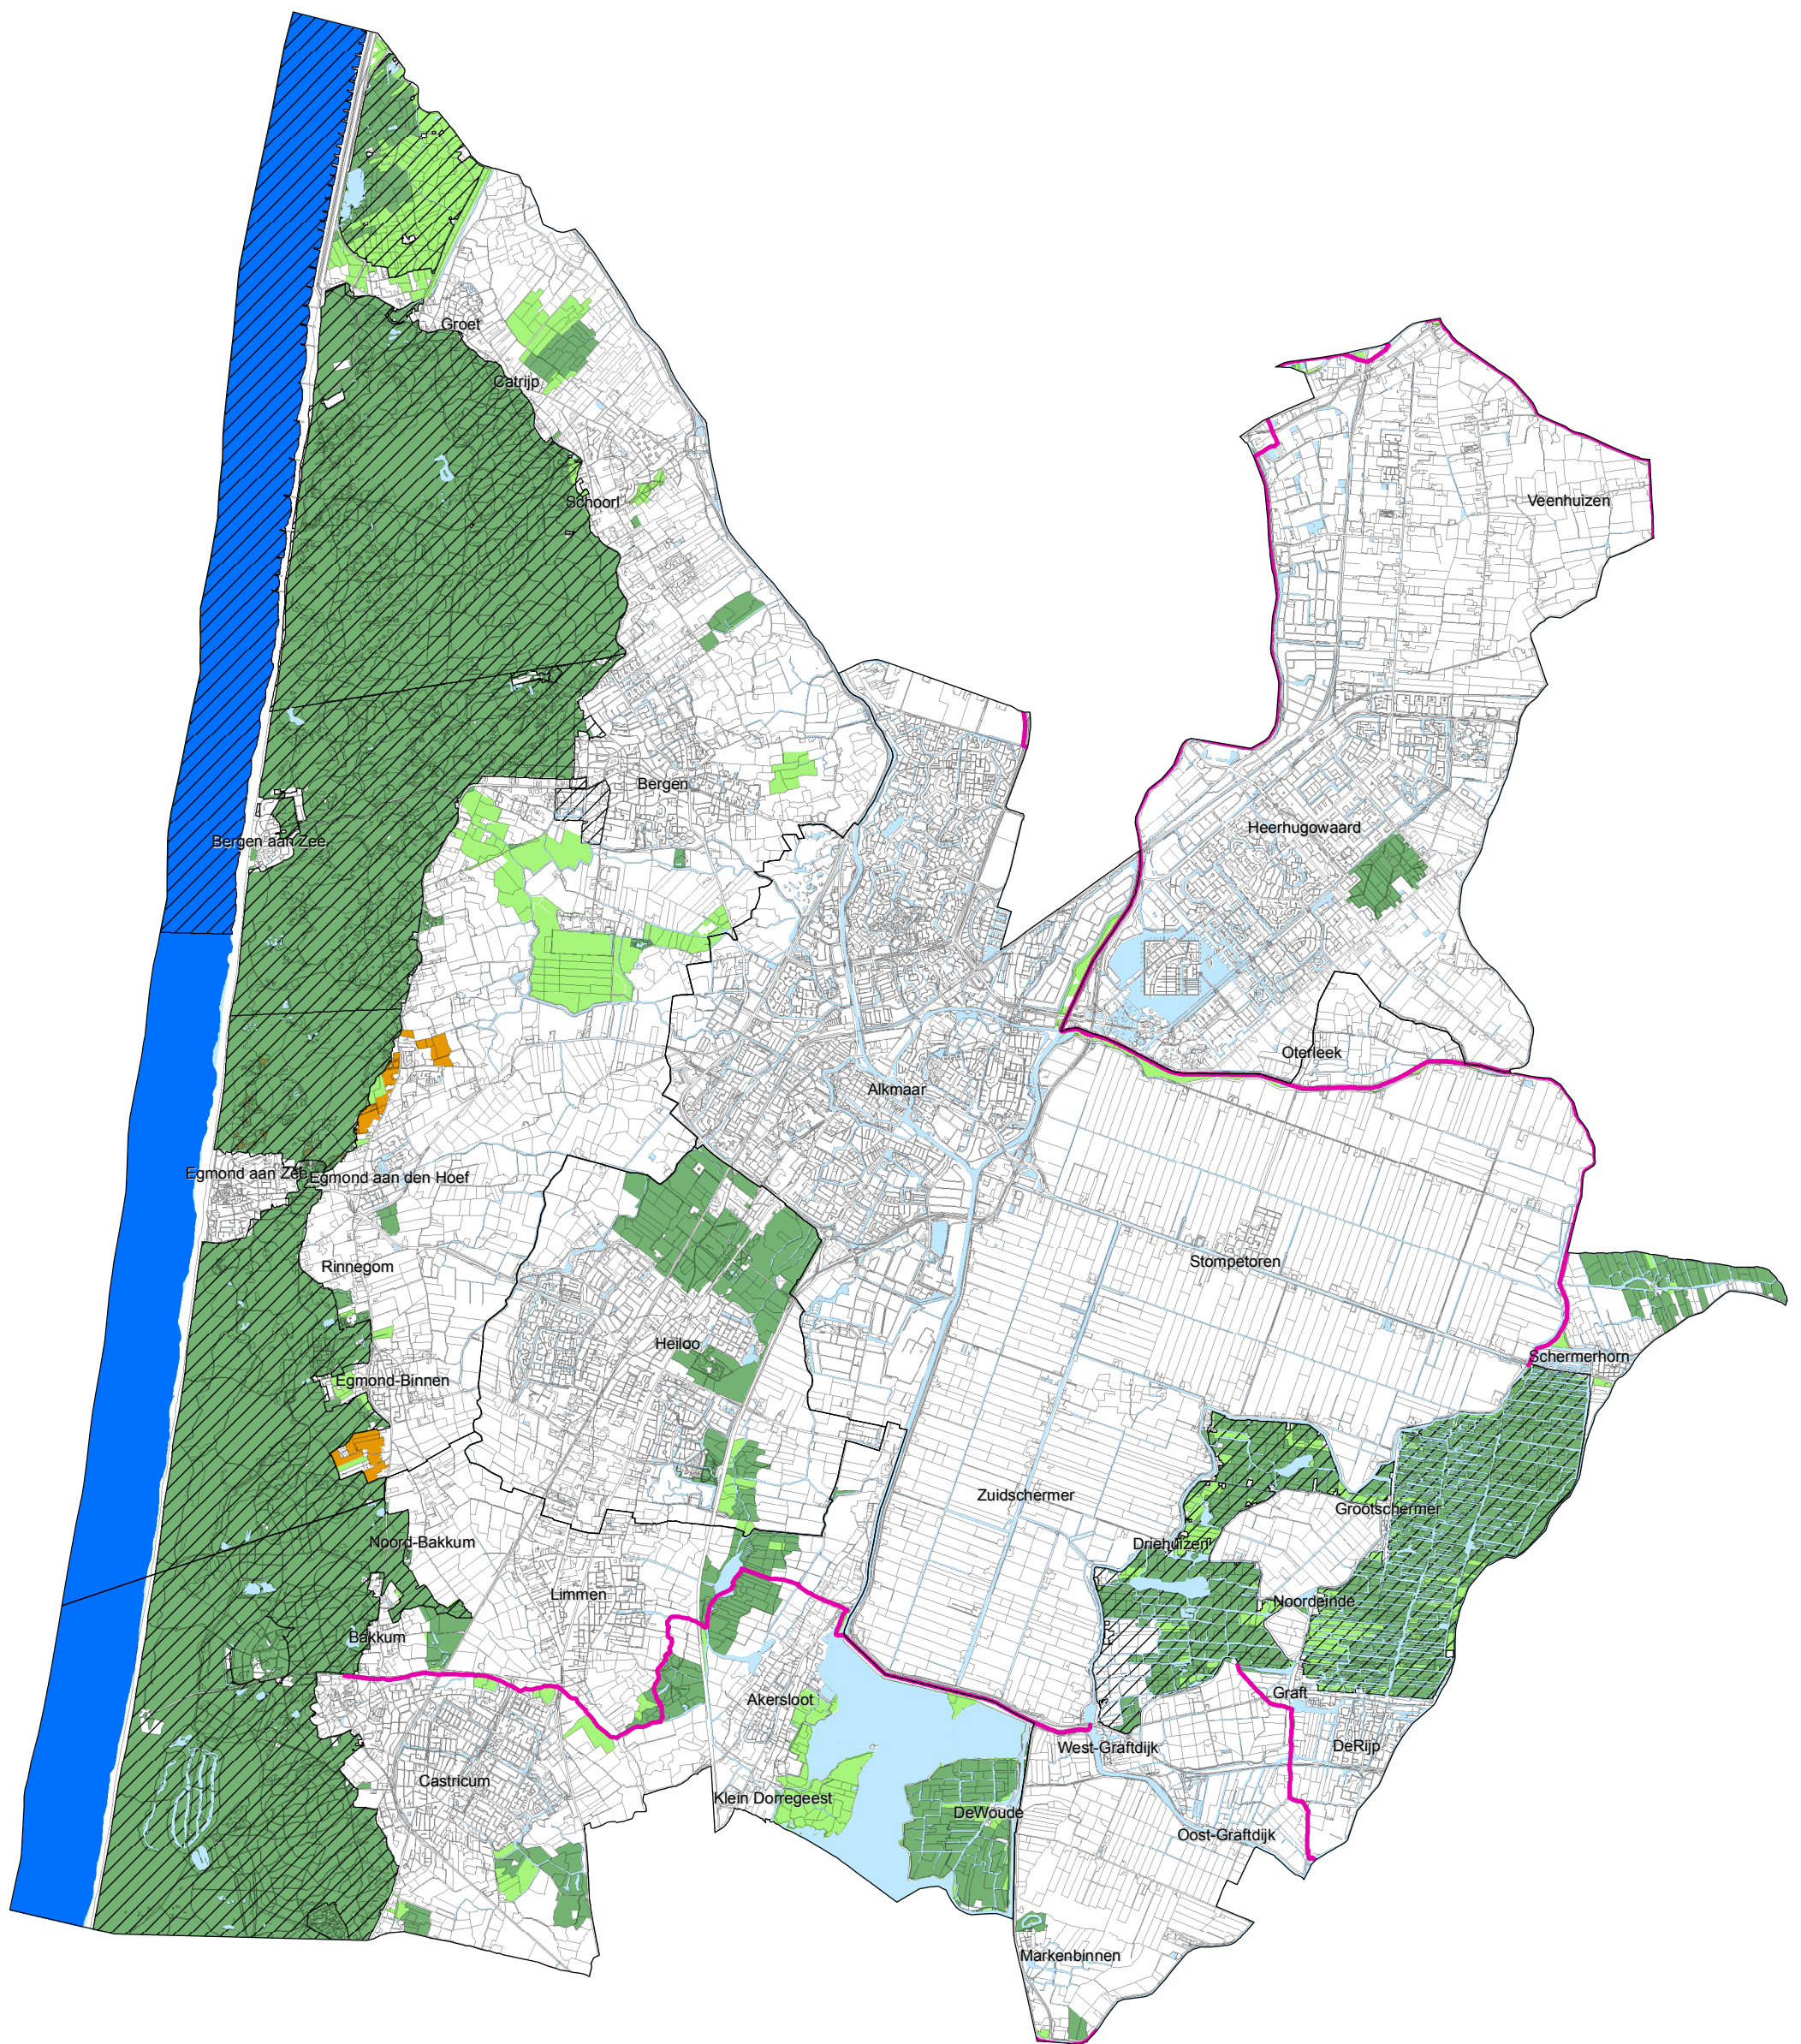 Groet
Catrijp
Schoorl
Veenhuizen
Bergen
Heerhugowaard
Bergen aan Zee
Oterleek
Alkmaar
Egmond aan Zee
Egmond aan den Hoef
Rinnegom
Stompetoren
Heiloo
Schermerhorn
Egmond-Binnen
Zuidschermer
Grootschermer
Noord-Bakkum
Driehuizen
Limmen
Noordeinde
Bakkum
Akersloot
Graft
West-Graftdijk
DeRijp
Castricum
Klein Dorregeest
DeWoude
Oost-Graftdijk
Markenbinnen